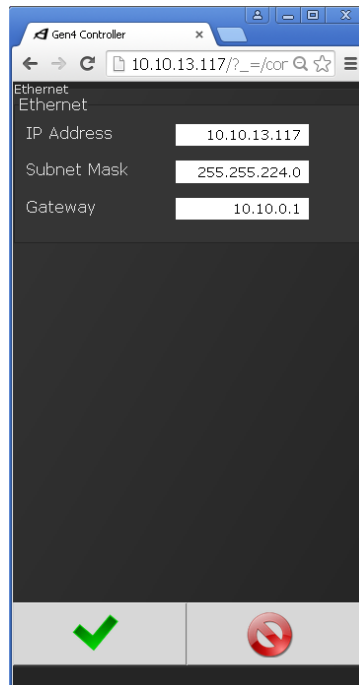 Gen4 Controller
10.10.13.117/?_=/cor
Ethernet
Ethernet
IP Address 10.10.13.117
Subnet Mask 255.255.224.0
Gateway 10.10.0.1